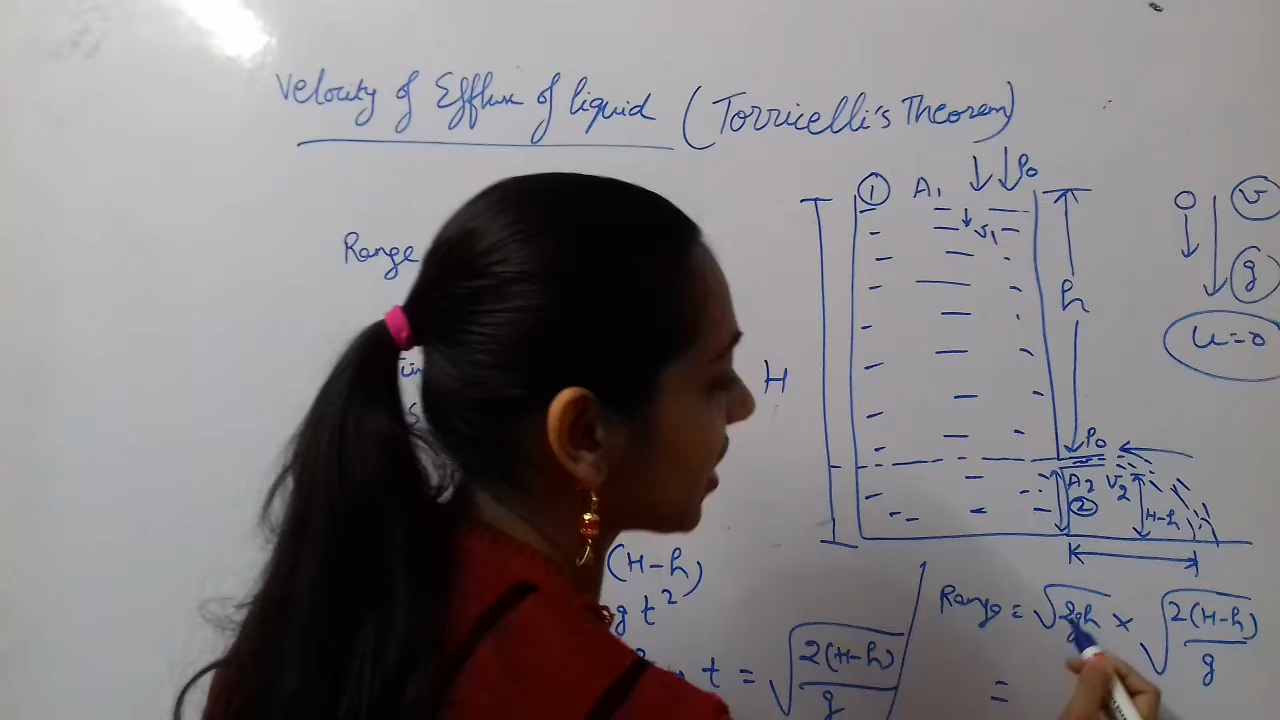 Velocity of Efflux of liquid (Torricelli's Theorem)
① A₁ P₀
v₁
Range
h
H
v
g
u=0
P₀
A₂ v₂
②
H-h
(H-h)
gt²
t = √(2(H-h)/g)
Range = √2gh × √(2(H-h)/g)
=